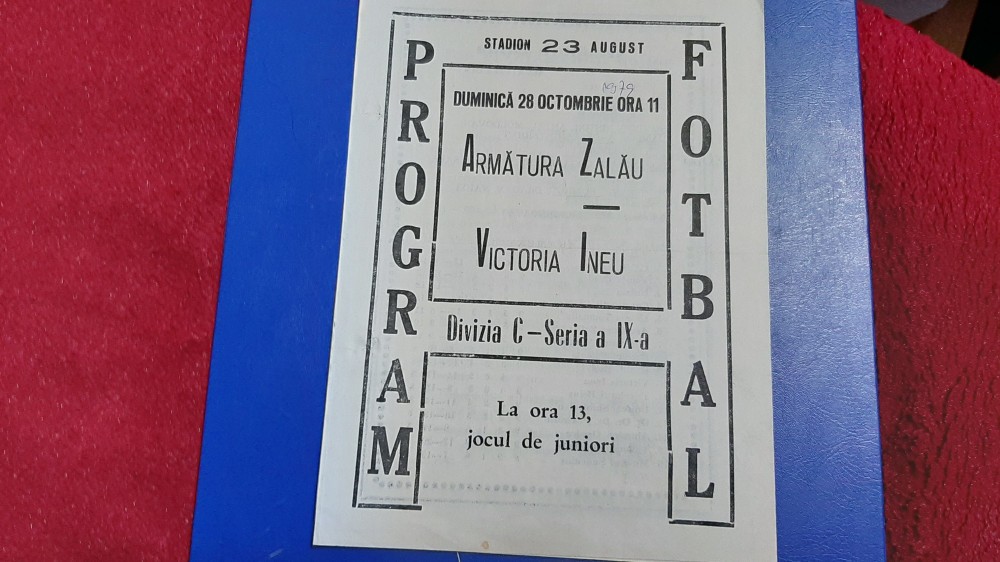 PROGRAM
STADION 23 AUGUST
1979
DUMINICĂ 28 OCTOMBRIE ORA 11
ARMĂTURA ZALĂU
—
VICTORIA INEU
Divizia C – Seria a IX-a
La ora 13,
jocul de juniori
FOTBAL